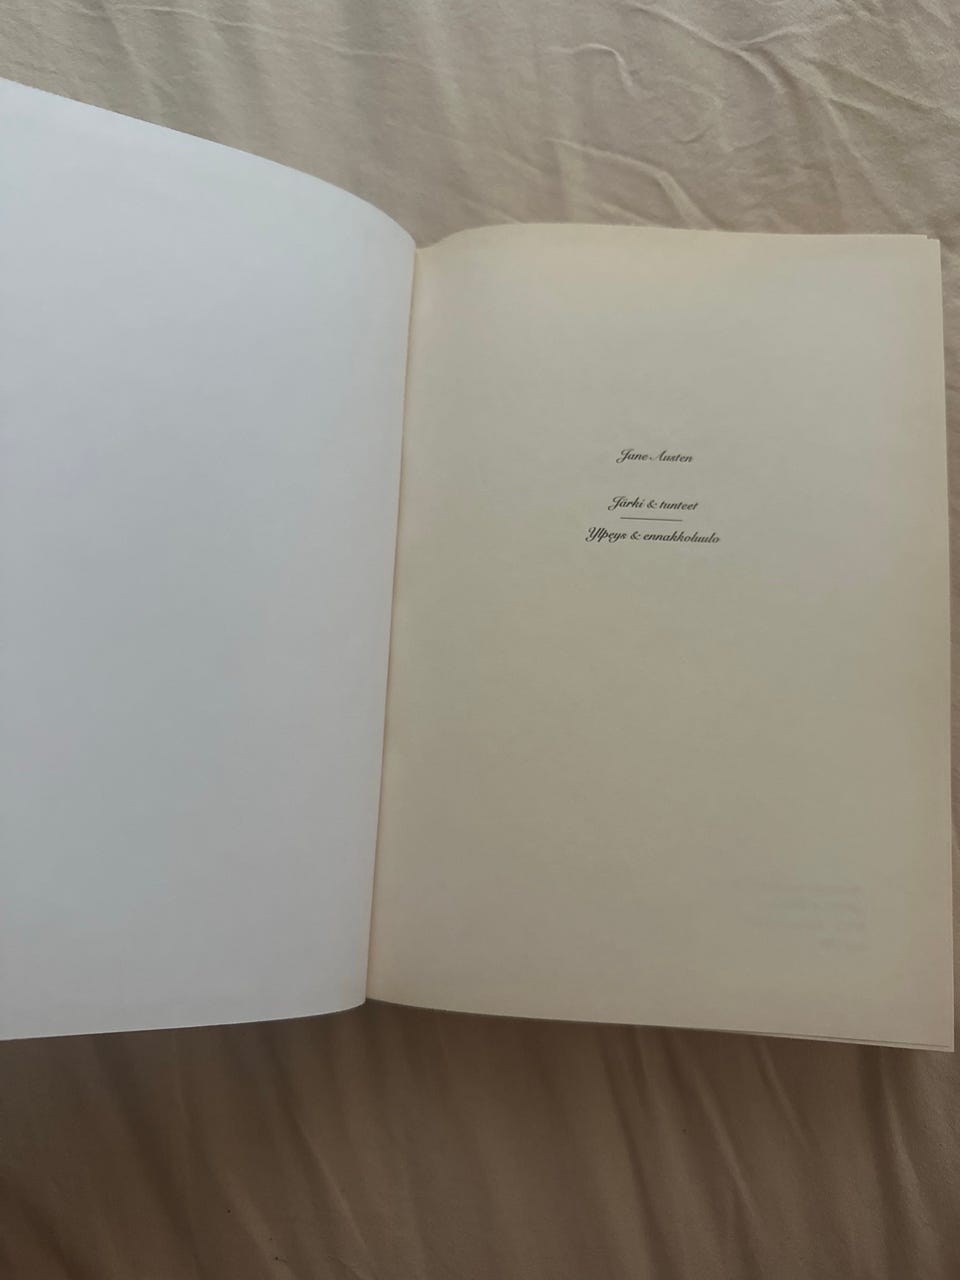 Jane Austen
Järki & tunteet
Ylpeys & ennakkoluulo